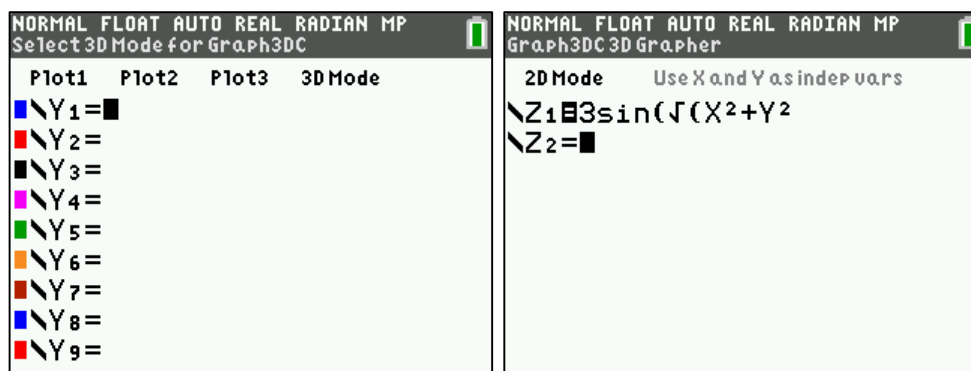 NORMAL FLOAT AUTO REAL RADIAN MP
Select 3D Mode for Graph3DC
Plot1 Plot2 Plot3 3D Mode
\Y1=
\Y2=
\Y3=
\Y4=
\Y5=
\Y6=
\Y7=
\Y8=
\Y9=
NORMAL FLOAT AUTO REAL RADIAN MP
Graph3DC 3D Grapher
2D Mode Use X and Y as indep vars
\Z1=3sin(√(X²+Y²
\Z2=